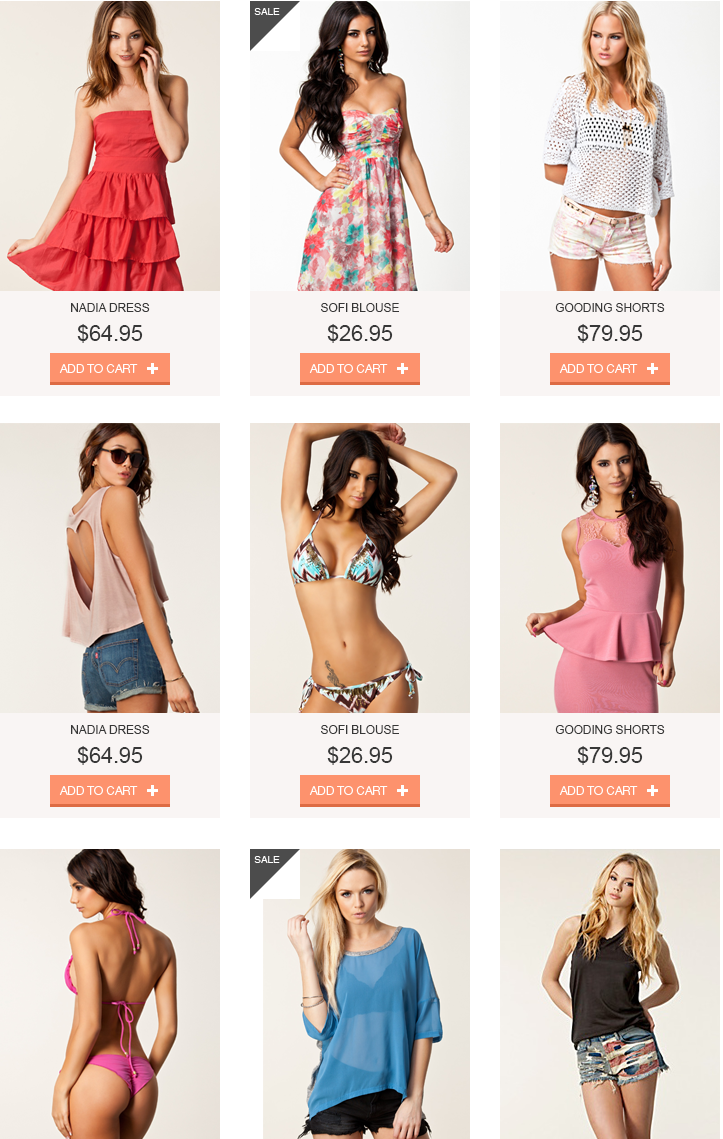 SALE
NADIA DRESS
$64.95
ADD TO CART
SOFI BLOUSE
$26.95
ADD TO CART
GOODING SHORTS
$79.95
ADD TO CART
NADIA DRESS
$64.95
ADD TO CART
SOFI BLOUSE
$26.95
ADD TO CART
GOODING SHORTS
$79.95
ADD TO CART
SALE